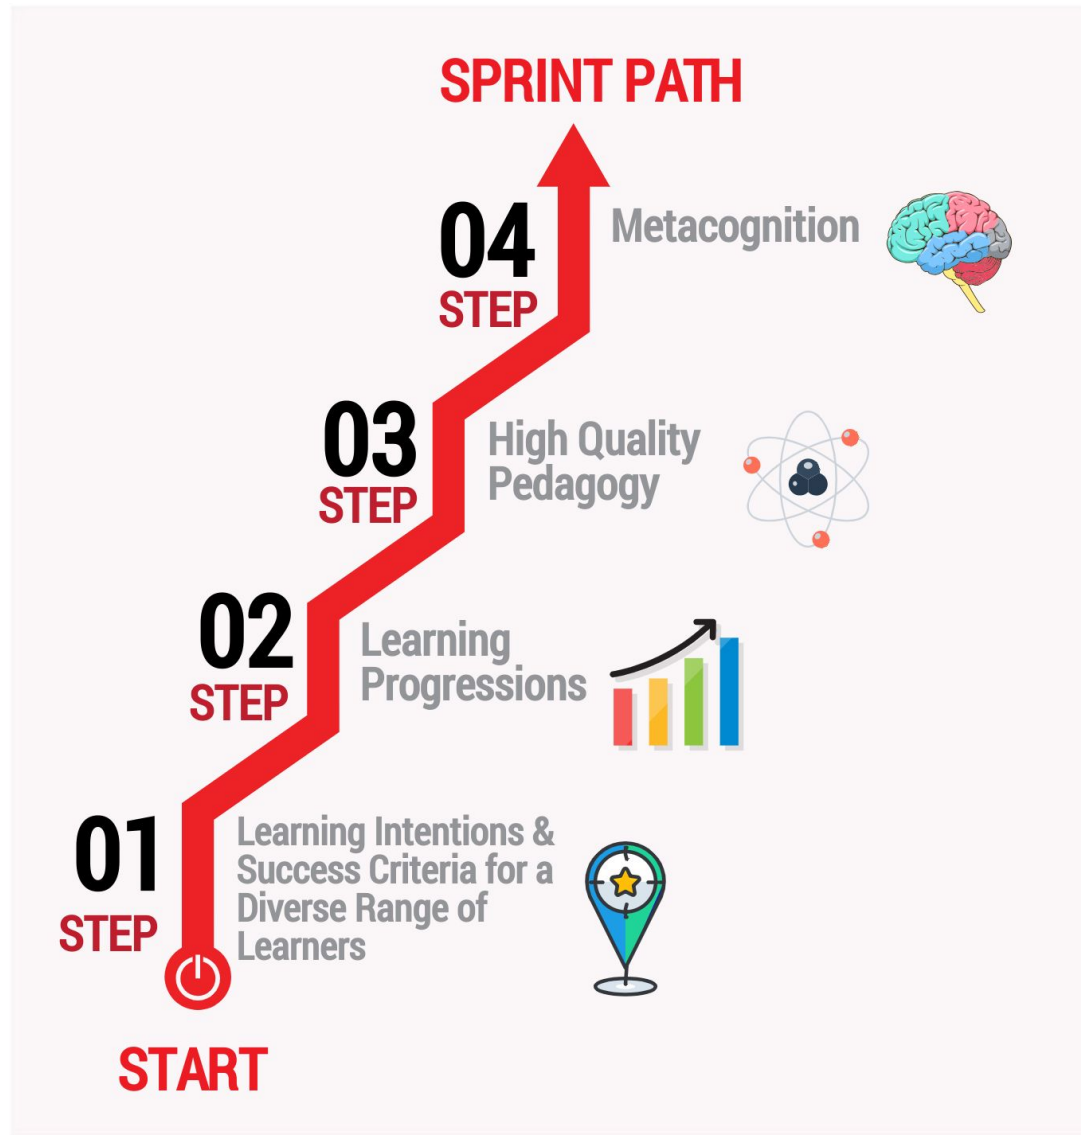 SPRINT PATH
04
STEP
Metacognition
03
STEP
High Quality
Pedagogy
02
STEP
Learning
Progressions
01
STEP
Learning Intentions &
Success Criteria for a
Diverse Range of
Learners
START